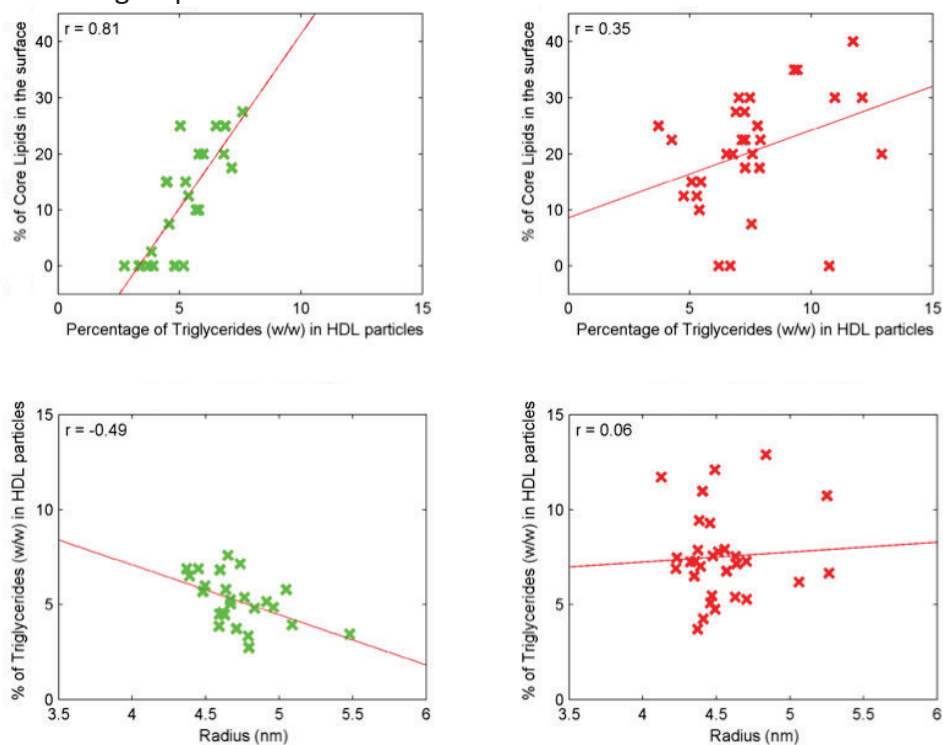 r = 0.81
40
30
20
10
0
% of Core Lipids in the surface
0 5 10 15
Percentage of Triglycerides (w/w) in HDL particles
r = 0.35
40
30
20
10
0
% of Core Lipids in the surface
0 5 10 15
Percentage of Triglycerides (w/w) in HDL particles
r = -0.49
15
10
5
0
% of Triglycerides (w/w) in HDL particles
3.5 4 4.5 5 5.5 6
Radius (nm)
r = 0.06
15
10
5
0
% of Triglycerides (w/w) in HDL particles
3.5 4 4.5 5 5.5 6
Radius (nm)